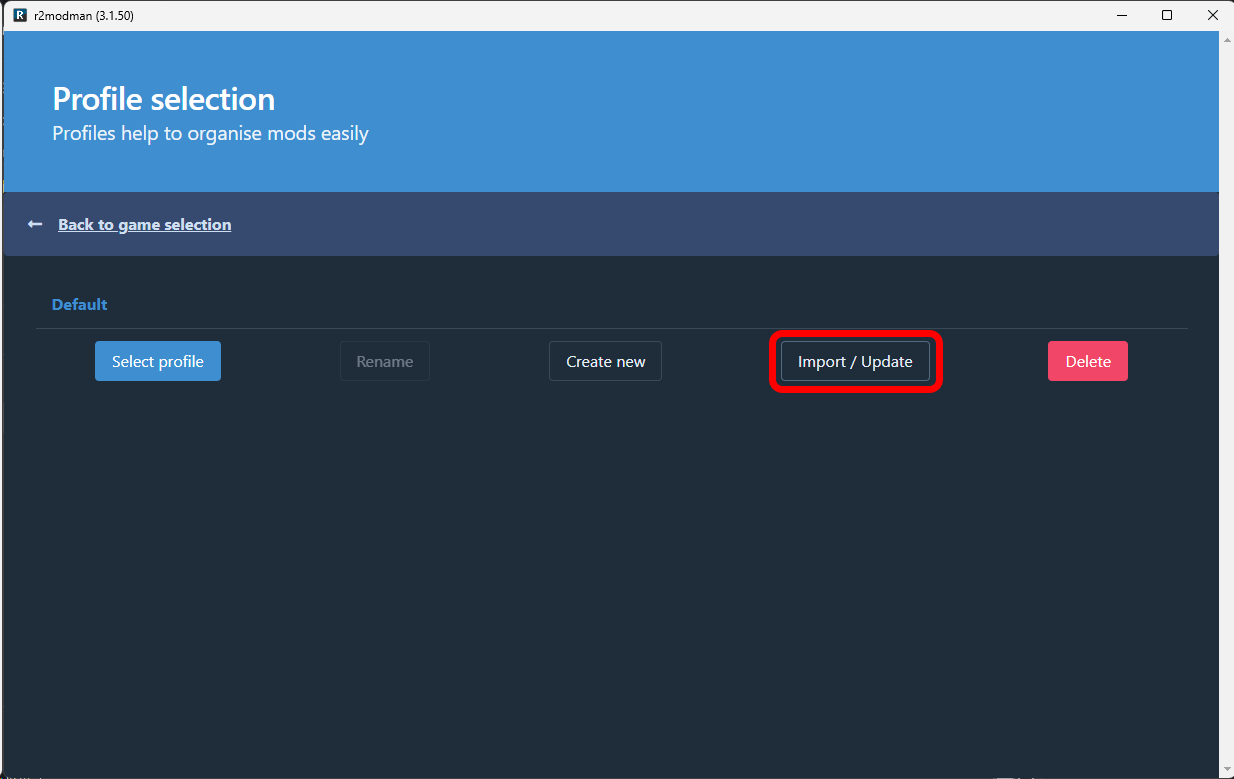 R r2modman (3.1.50)
Profile selection
Profiles help to organise mods easily
← Back to game selection
Default
Select profile Rename Create new Import / Update Delete